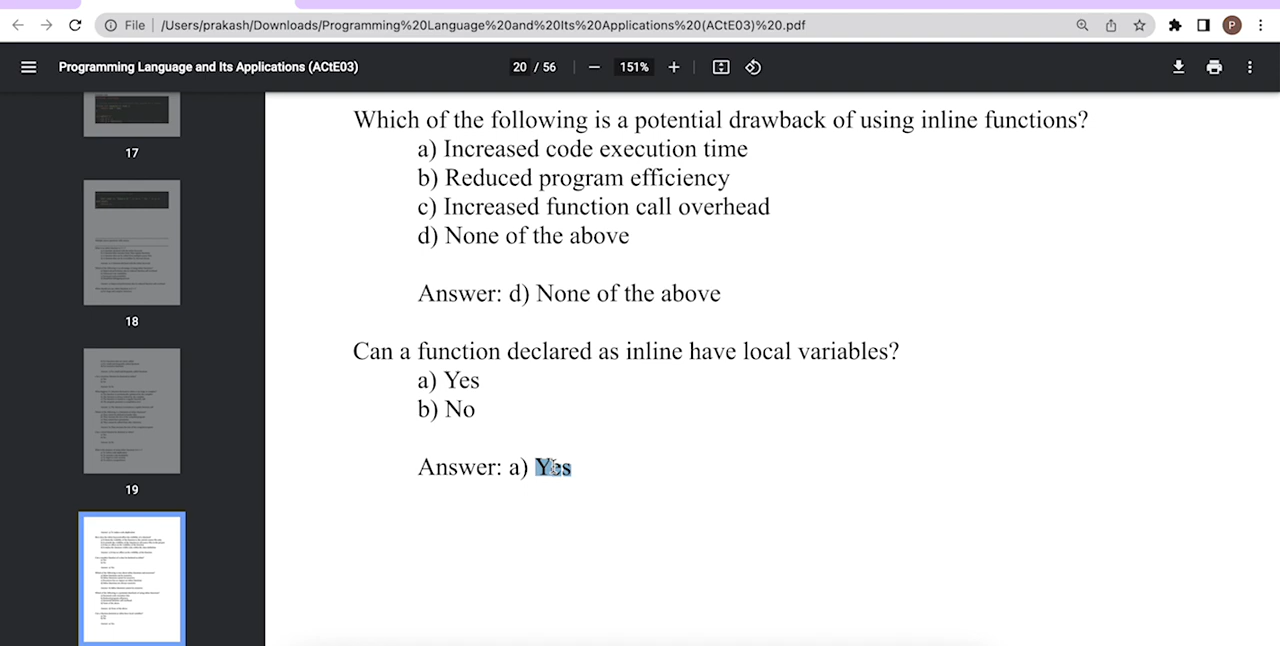 File /Users/prakash/Downloads/Programming%20Language%20and%20Its%20Applications%20(ACtE03)%20.pdf
P
Programming Language and Its Applications (ACtE03)
20 / 56
151%
17
18
19
Which of the following is a potential drawback of using inline functions?
a) Increased code execution time
b) Reduced program efficiency
c) Increased function call overhead
d) None of the above
Answer: d) None of the above
Can a function declared as inline have local variables?
a) Yes
b) No
Answer: a) Yes